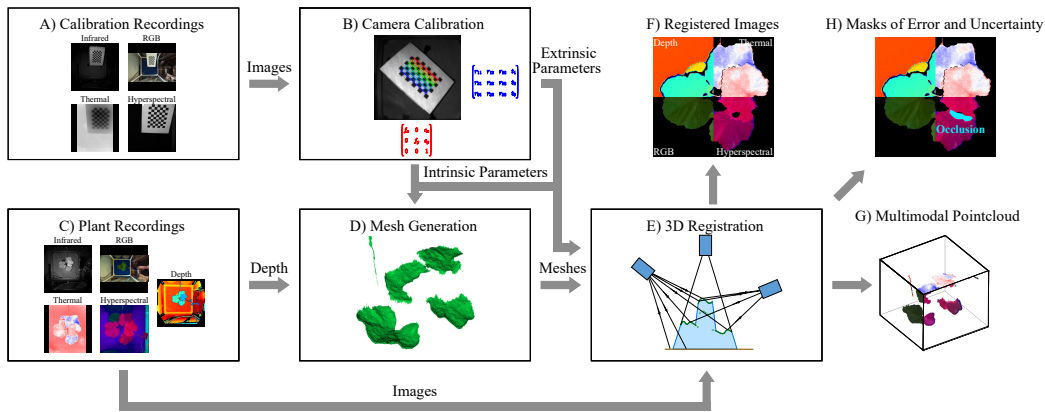 A) Calibration Recordings
Infrared
RGB
Thermal
Hyperspectral
Images
B) Camera Calibration
Extrinsic
Parameters
Intrinsic Parameters
C) Plant Recordings
Infrared
RGB
Depth
Thermal
Hyperspectral
Depth
D) Mesh Generation
Meshes
E) 3D Registration
Images
F) Registered Images
Depth
Thermal
RGB
Hyperspectral
H) Masks of Error and Uncertainty
Occlusion
G) Multimodal Pointcloud